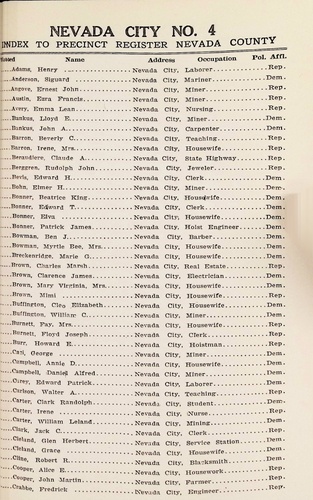 NEVADA CITY NO. 4
INDEX TO PRECINCT REGISTER NEVADA COUNTY
Name Address Occupation Pol. Affl.
Adams, Henry Nevada City, Laborer Rep.
Anderson, Siguard Nevada City, Mariner Dem.
Angove, Ernest John Nevada City, Miner Rep.
Austin, Ezra Francis Nevada City, Miner Rep.
Avery, Emma Lean Nevada City, Nursing Rep.
Bunkus, Lloyd E. Nevada City, Miner Dem.
Bunkus, John A. Nevada City, Carpenter Dem.
Barron, Beverly C. Nevada City, Teaching Rep.
Barron, Irene, Mrs. Nevada City, Housewife Rep.
Beraudiere, Claude A. Nevada City, State Highway Rep.
Berggren, Rudolph John Nevada City, Jeweler Rep.
Edward H. Nevada City, Clerk Dem.
Elmer H. Nevada City, Miner Dem.
Bonner, Beatrice King Nevada City, Housewife Rep.
Bonner, Edward T. Nevada City, Clerk Dem.
Bonner, Elva Nevada City, Housewife Dem.
Bonner, Patrick James Nevada City, Hoist Engineer Dem.
Bowman, Ben J. Nevada City, Barber Dem.
Bowman, Myrtle Bee, Mrs. Nevada City, Housewife Dem.
Breckenridge, Marie G. Nevada City, Housewife Dem.
Brown, Charles Marsh Nevada City, Real Estate Rep.
Brown, Clarence James Nevada City, Electrician Dem.
Brown, Mary Virginia, Mrs. Nevada City, Housewife Dem.
Brown, Mimi Nevada City, Housewife Rep.
Buffington, Cleo Elizabeth Nevada City, Housewife Dem.
Buffington, William C. Nevada City, Miner Dem.
Burnett, Fay, Mrs. Nevada City, Housewife Rep.
Burnett, Floyd Joseph Nevada City, Clerk Rep.
Burr, Howard E. Nevada City, Hoistman Rep.
George Nevada City, Miner Dem.
Campbell, Annie Nevada City, Housewife Dem.
Campbell, Daniel Alfred Nevada City, Miner Dem.
Carey, Edward Patrick Nevada City, Laborer Dem.
Carlson, Walter A. Nevada City, Teaching Rep.
Carter, Clark Randolph Nevada City, Student Dem.
Carter, Irene Nevada City, Nurse Rep.
Carter, William Leland Nevada City, Mining Dem.
Clark, Jack C. Nevada City, Clerk Rep.
Cleland, Glen Herbert Nevada City, Service Station Dem.
Cleland, Grace Nevada City, Housewife Dem.
Cline, Robert R. Nevada City, Blacksmith Dem.
Cooper, Alice E. Nevada City, Housework Rep.
Cooper, John Martin Nevada City, Farmer Rep.
Crabbe, Fredrick Nevada City, Engineer Rep.